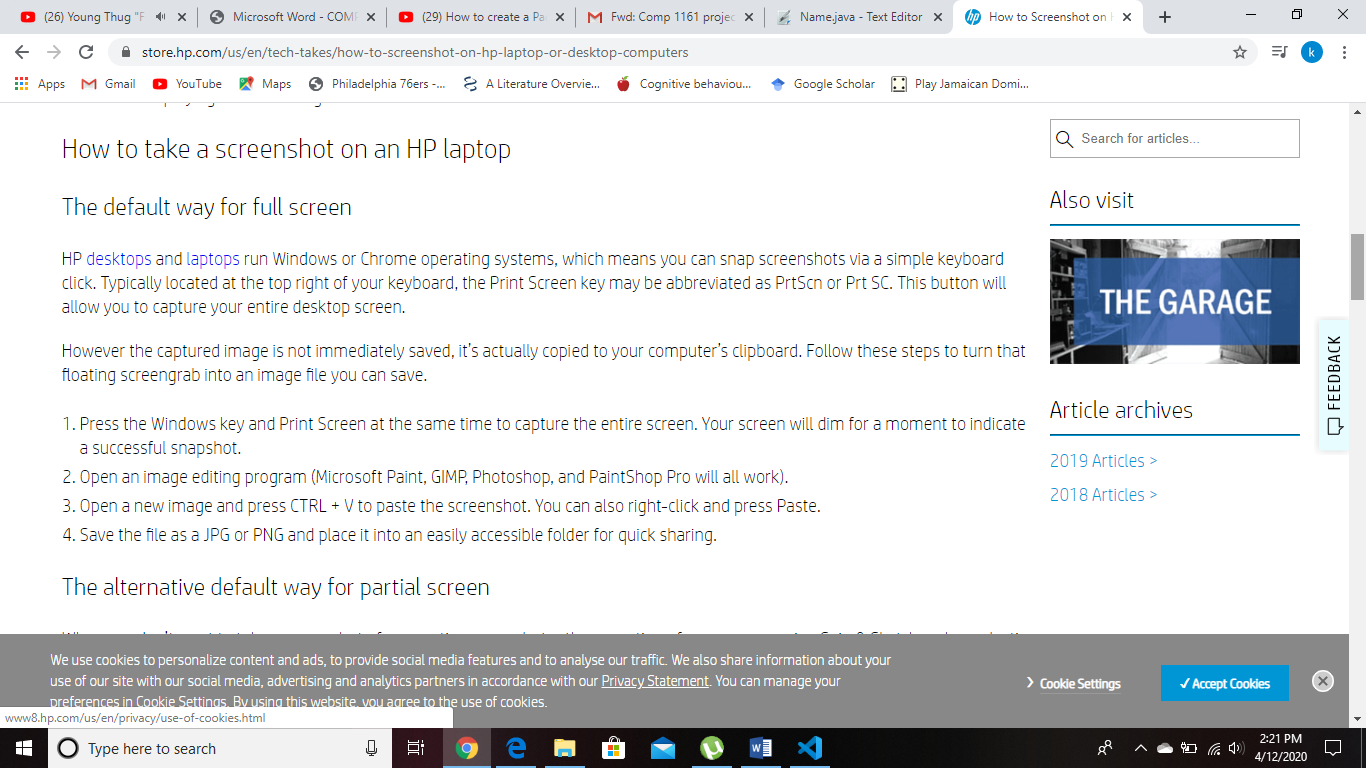 (26) Young Thug "F
Microsoft Word - COMP
(29) How to create a Pa
Fwd: Comp 1161 projec
Name.java - Text Editor
How to Screenshot on H
store.hp.com/us/en/tech-takes/how-to-screenshot-on-hp-laptop-or-desktop-computers
k
Apps
Gmail
YouTube
Maps
Philadelphia 76ers -...
A Literature Overvie...
Cognitive behaviou...
Google Scholar
Play Jamaican Domi...
How to take a screenshot on an HP laptop
The default way for full screen
HP desktops and laptops run Windows or Chrome operating systems, which means you can snap screenshots via a simple keyboard
click. Typically located at the top right of your keyboard, the Print Screen key may be abbreviated as PrtScn or Prt SC. This button will
allow you to capture your entire desktop screen.
However the captured image is not immediately saved, it's actually copied to your computer's clipboard. Follow these steps to turn that
floating screengrab into an image file you can save.
1. Press the Windows key and Print Screen at the same time to capture the entire screen. Your screen will dim for a moment to indicate
a successful snapshot.
2. Open an image editing program (Microsoft Paint, GIMP, Photoshop, and PaintShop Pro will all work).
3. Open a new image and press CTRL + V to paste the screenshot. You can also right-click and press Paste.
4. Save the file as a JPG or PNG and place it into an easily accessible folder for quick sharing.
The alternative default way for partial screen
Search for articles...
Also visit
THE GARAGE
Article archives
2019 Articles >
2018 Articles >
FEEDBACK
We use cookies to personalize content and ads, to provide social media features and to analyse our traffic. We also share information about your
use of our site with our social media, advertising and analytics partners in accordance with our Privacy Statement. You can manage your
preferences in Cookie Settings. By using this website, you agree to the use of cookies.
> Cookie Settings
✓Accept Cookies
www8.hp.com/us/en/privacy/use-of-cookies.html
Type here to search
2:21 PM
4/12/2020